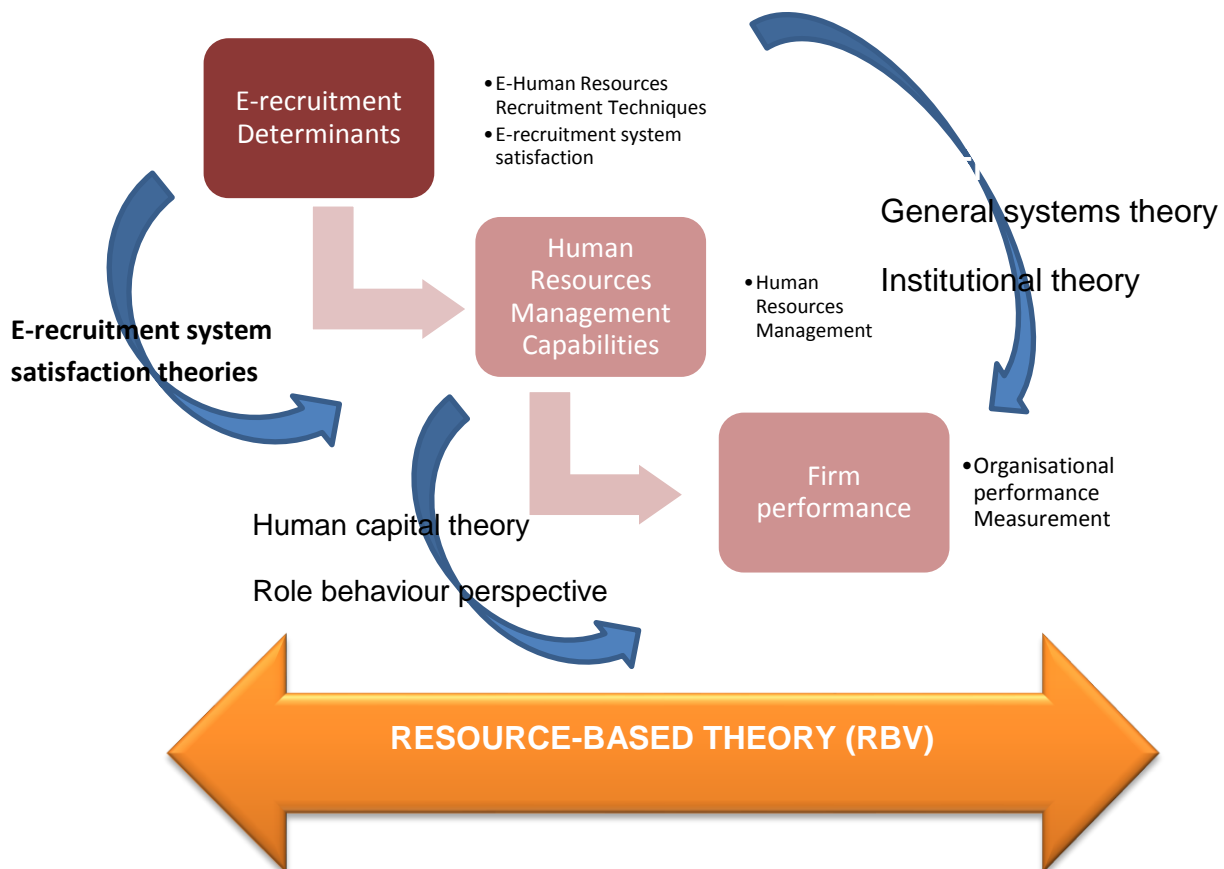 E-recruitment
Determinants
•E-Human Resources
Recruitment Techniques
•E-recruitment system
satisfaction
General systems theory
Institutional theory
Human
Resources
Management
Capabilities
•Human
Resources
Management
E-recruitment system
satisfaction theories
Firm
performance
•Organisational
performance
Measurement
Human capital theory
Role behaviour perspective
RESOURCE-BASED THEORY (RBV)